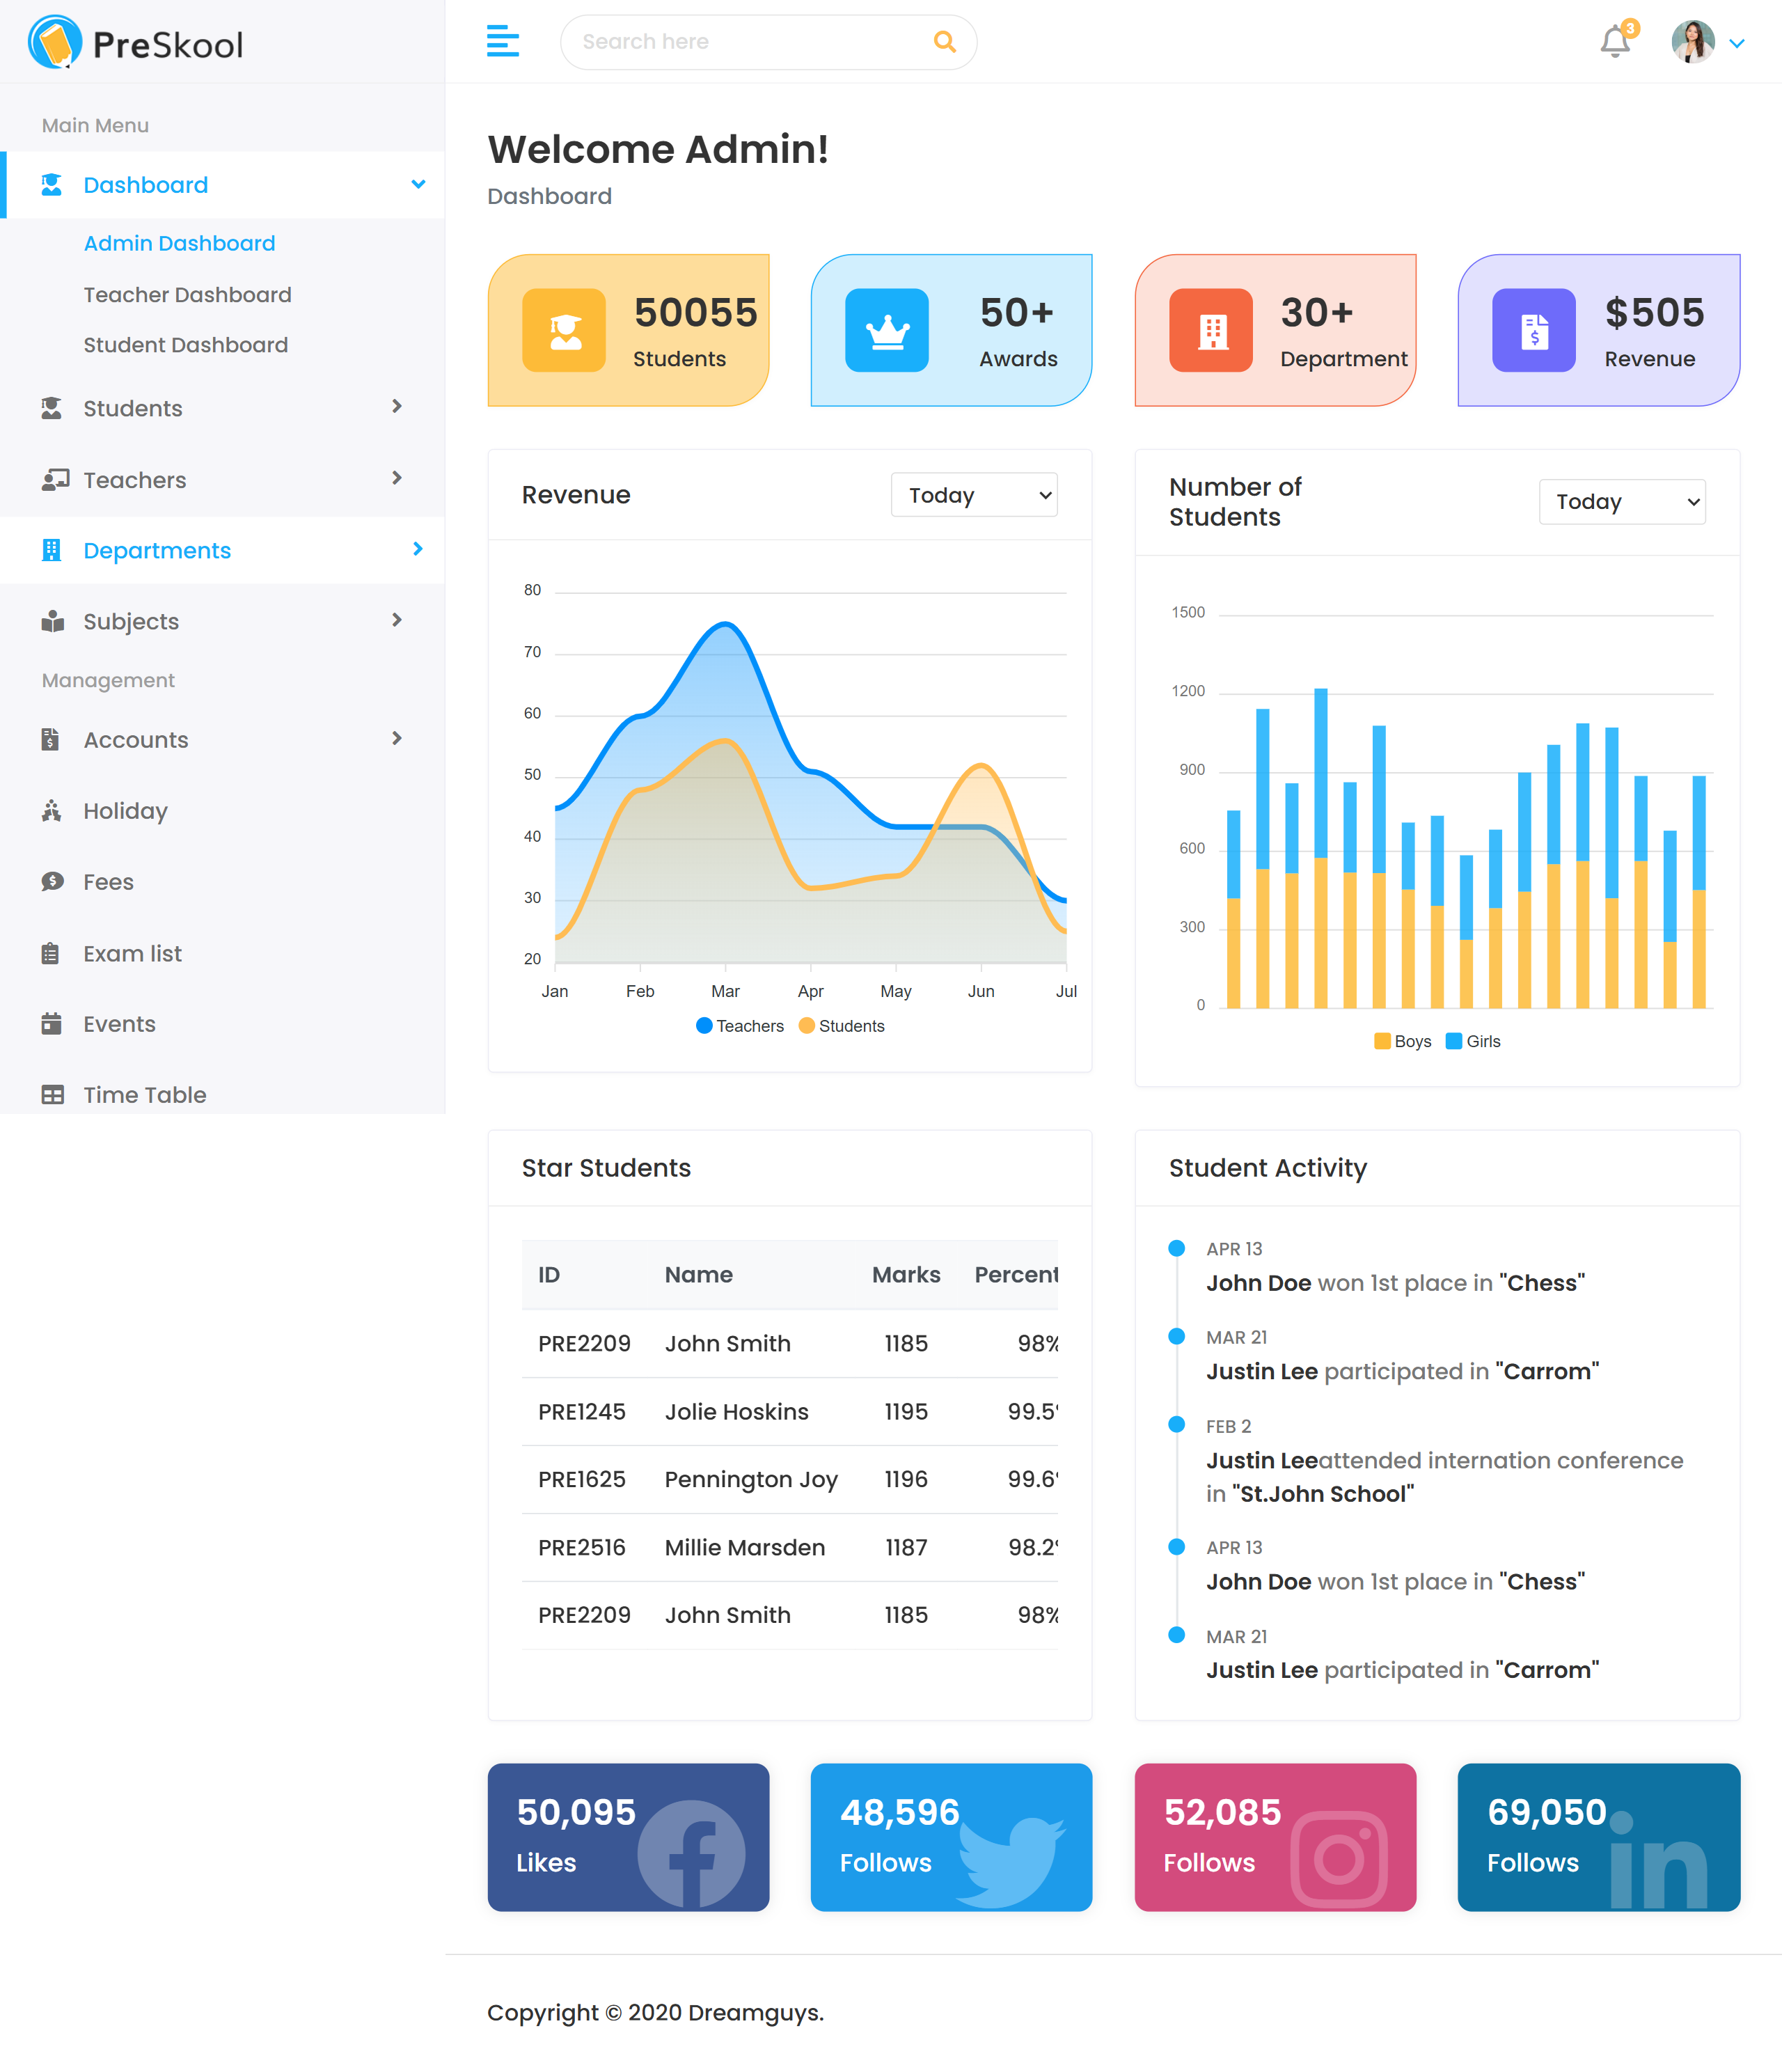 PreSkool
Search here
3
Main Menu
Dashboard
Admin Dashboard
Teacher Dashboard
Student Dashboard
Students
Teachers
Departments
Subjects
Management
Accounts
Holiday
Fees
Exam list
Events
Time Table
Welcome Admin!
Dashboard
50055
Students
50+
Awards
30+
Department
$505
Revenue
Revenue
Today
80
70
60
50
40
30
20
Jan Feb Mar Apr May Jun Jul
Teachers Students
Number of
Students
Today
1500
1200
900
600
300
0
Boys Girls
Star Students
ID Name Marks Percent
PRE2209 John Smith 1185 98%
PRE1245 Jolie Hoskins 1195 99.5
PRE1625 Pennington Joy 1196 99.6
PRE2516 Millie Marsden 1187 98.2
PRE2209 John Smith 1185 98%
Student Activity
APR 13
John Doe won 1st place in "Chess"
MAR 21
Justin Lee participated in "Carrom"
FEB 2
Justin Leeattended internation conference
in "St.John School"
APR 13
John Doe won 1st place in "Chess"
MAR 21
Justin Lee participated in "Carrom"
50,095
Likes
48,596
Follows
52,085
Follows
69,050
Follows
in
Copyright © 2020 Dreamguys.